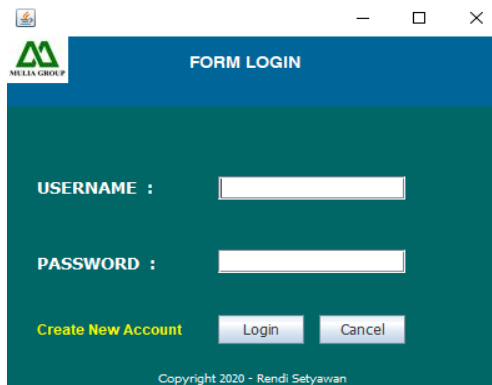 MULIA GROUP
FORM LOGIN
USERNAME :
PASSWORD :
Create New Account
Login
Cancel
Copyright 2020 - Rendi Setyawan